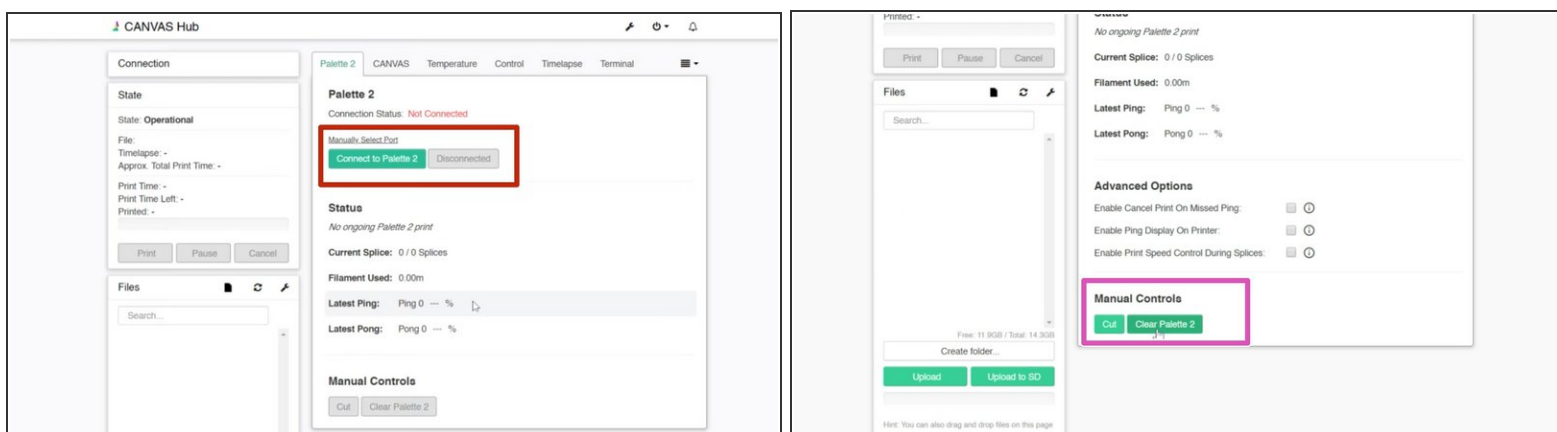 CANVAS Hub
Connection
State
State: Operational
File:
Timelapse: -
Approx. Total Print Time: -
Print Time: -
Print Time Left: -
Printed: -
Print Pause Cancel
Files
Search...
Palette 2 CANVAS Temperature Control Timelapse Terminal
Palette 2
Connection Status: Not Connected
Manually Select Port
Connect to Palette 2 Disconnected
Status
No ongoing Palette 2 print
Current Splice: 0 / 0 Splices
Filament Used: 0.00m
Latest Ping: Ping 0 --- %
Latest Pong: Pong 0 --- %
Manual Controls
Cut Clear Palette 2
Printed: -
Print Pause Cancel
Files
Search...
Free: 11.9GB / Total: 14.3GB
Create folder...
Upload Upload to SD
Hint: You can also drag and drop files on this page
Status
No ongoing Palette 2 print
Current Splice: 0 / 0 Splices
Filament Used: 0.00m
Latest Ping: Ping 0 --- %
Latest Pong: Pong 0 --- %
Advanced Options
Enable Cancel Print On Missed Ping:
Enable Ping Display On Printer:
Enable Print Speed Control During Splices:
Manual Controls
Cut Clear Palette 2